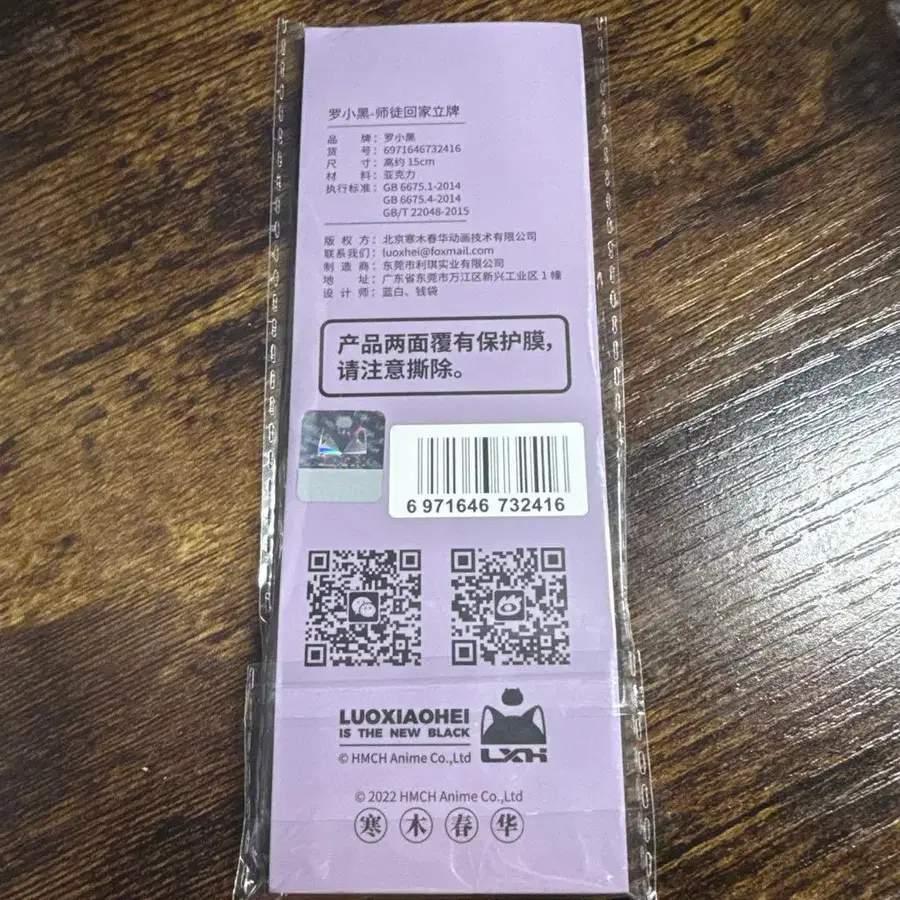 罗小黑-师徒回家立牌
品 牌：罗小黑
货 号：6971646732416
尺 寸：高约 15cm
材 料：亚克力
执行标准：GB 6675.1-2014
GB 6675.4-2014
GB/T 22048-2015
版 权 方：北京寒木春华动画技术有限公司
联系我们：luoxhei@foxmail.com
制 造 商：东莞市利琪实业有限公司
地 址：广东省东莞市万江区新兴工业区 1 幢
设 计 师：蓝白、钱袋
产品两面覆有保护膜，
请注意撕除。
6 971646 732416
LUOXIAOHEI
IS THE NEW BLACK
LXH
© HMCH Anime Co.,Ltd
© 2022 HMCH Anime Co.,Ltd
寒 木 春 华